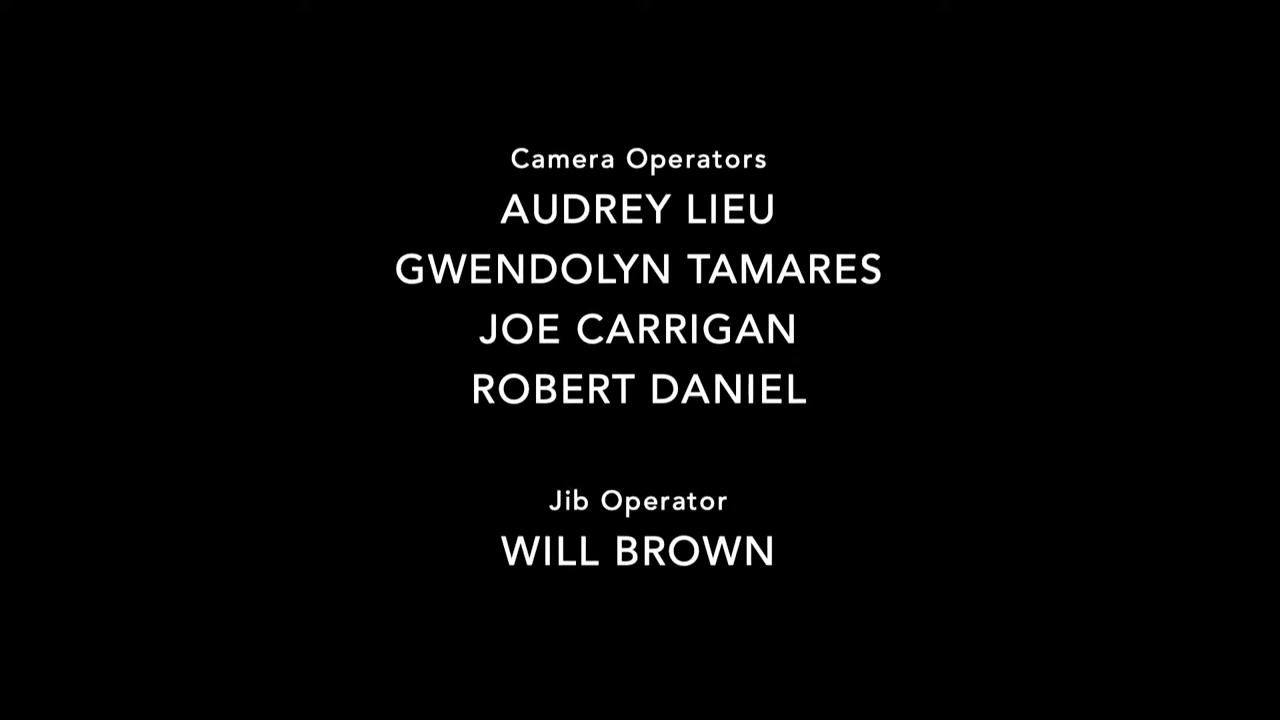 Camera Operators
AUDREY LIEU
GWENDOLYN TAMARES
JOE CARRIGAN
ROBERT DANIEL
Jib Operator
WILL BROWN